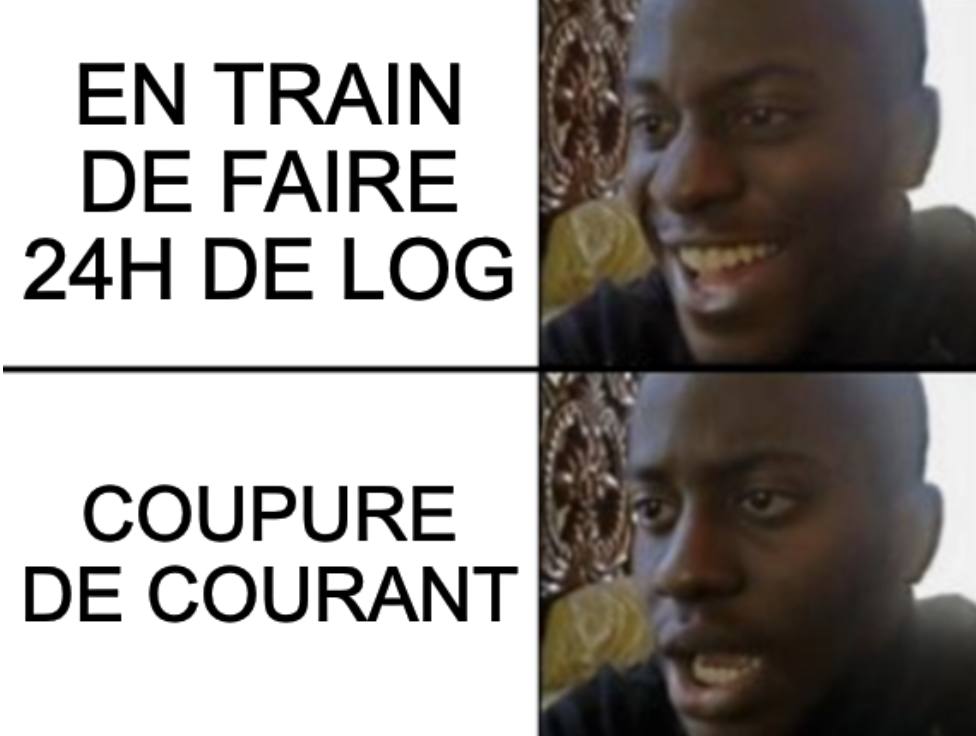 EN TRAIN
DE FAIRE
24H DE LOG
COUPURE
DE COURANT